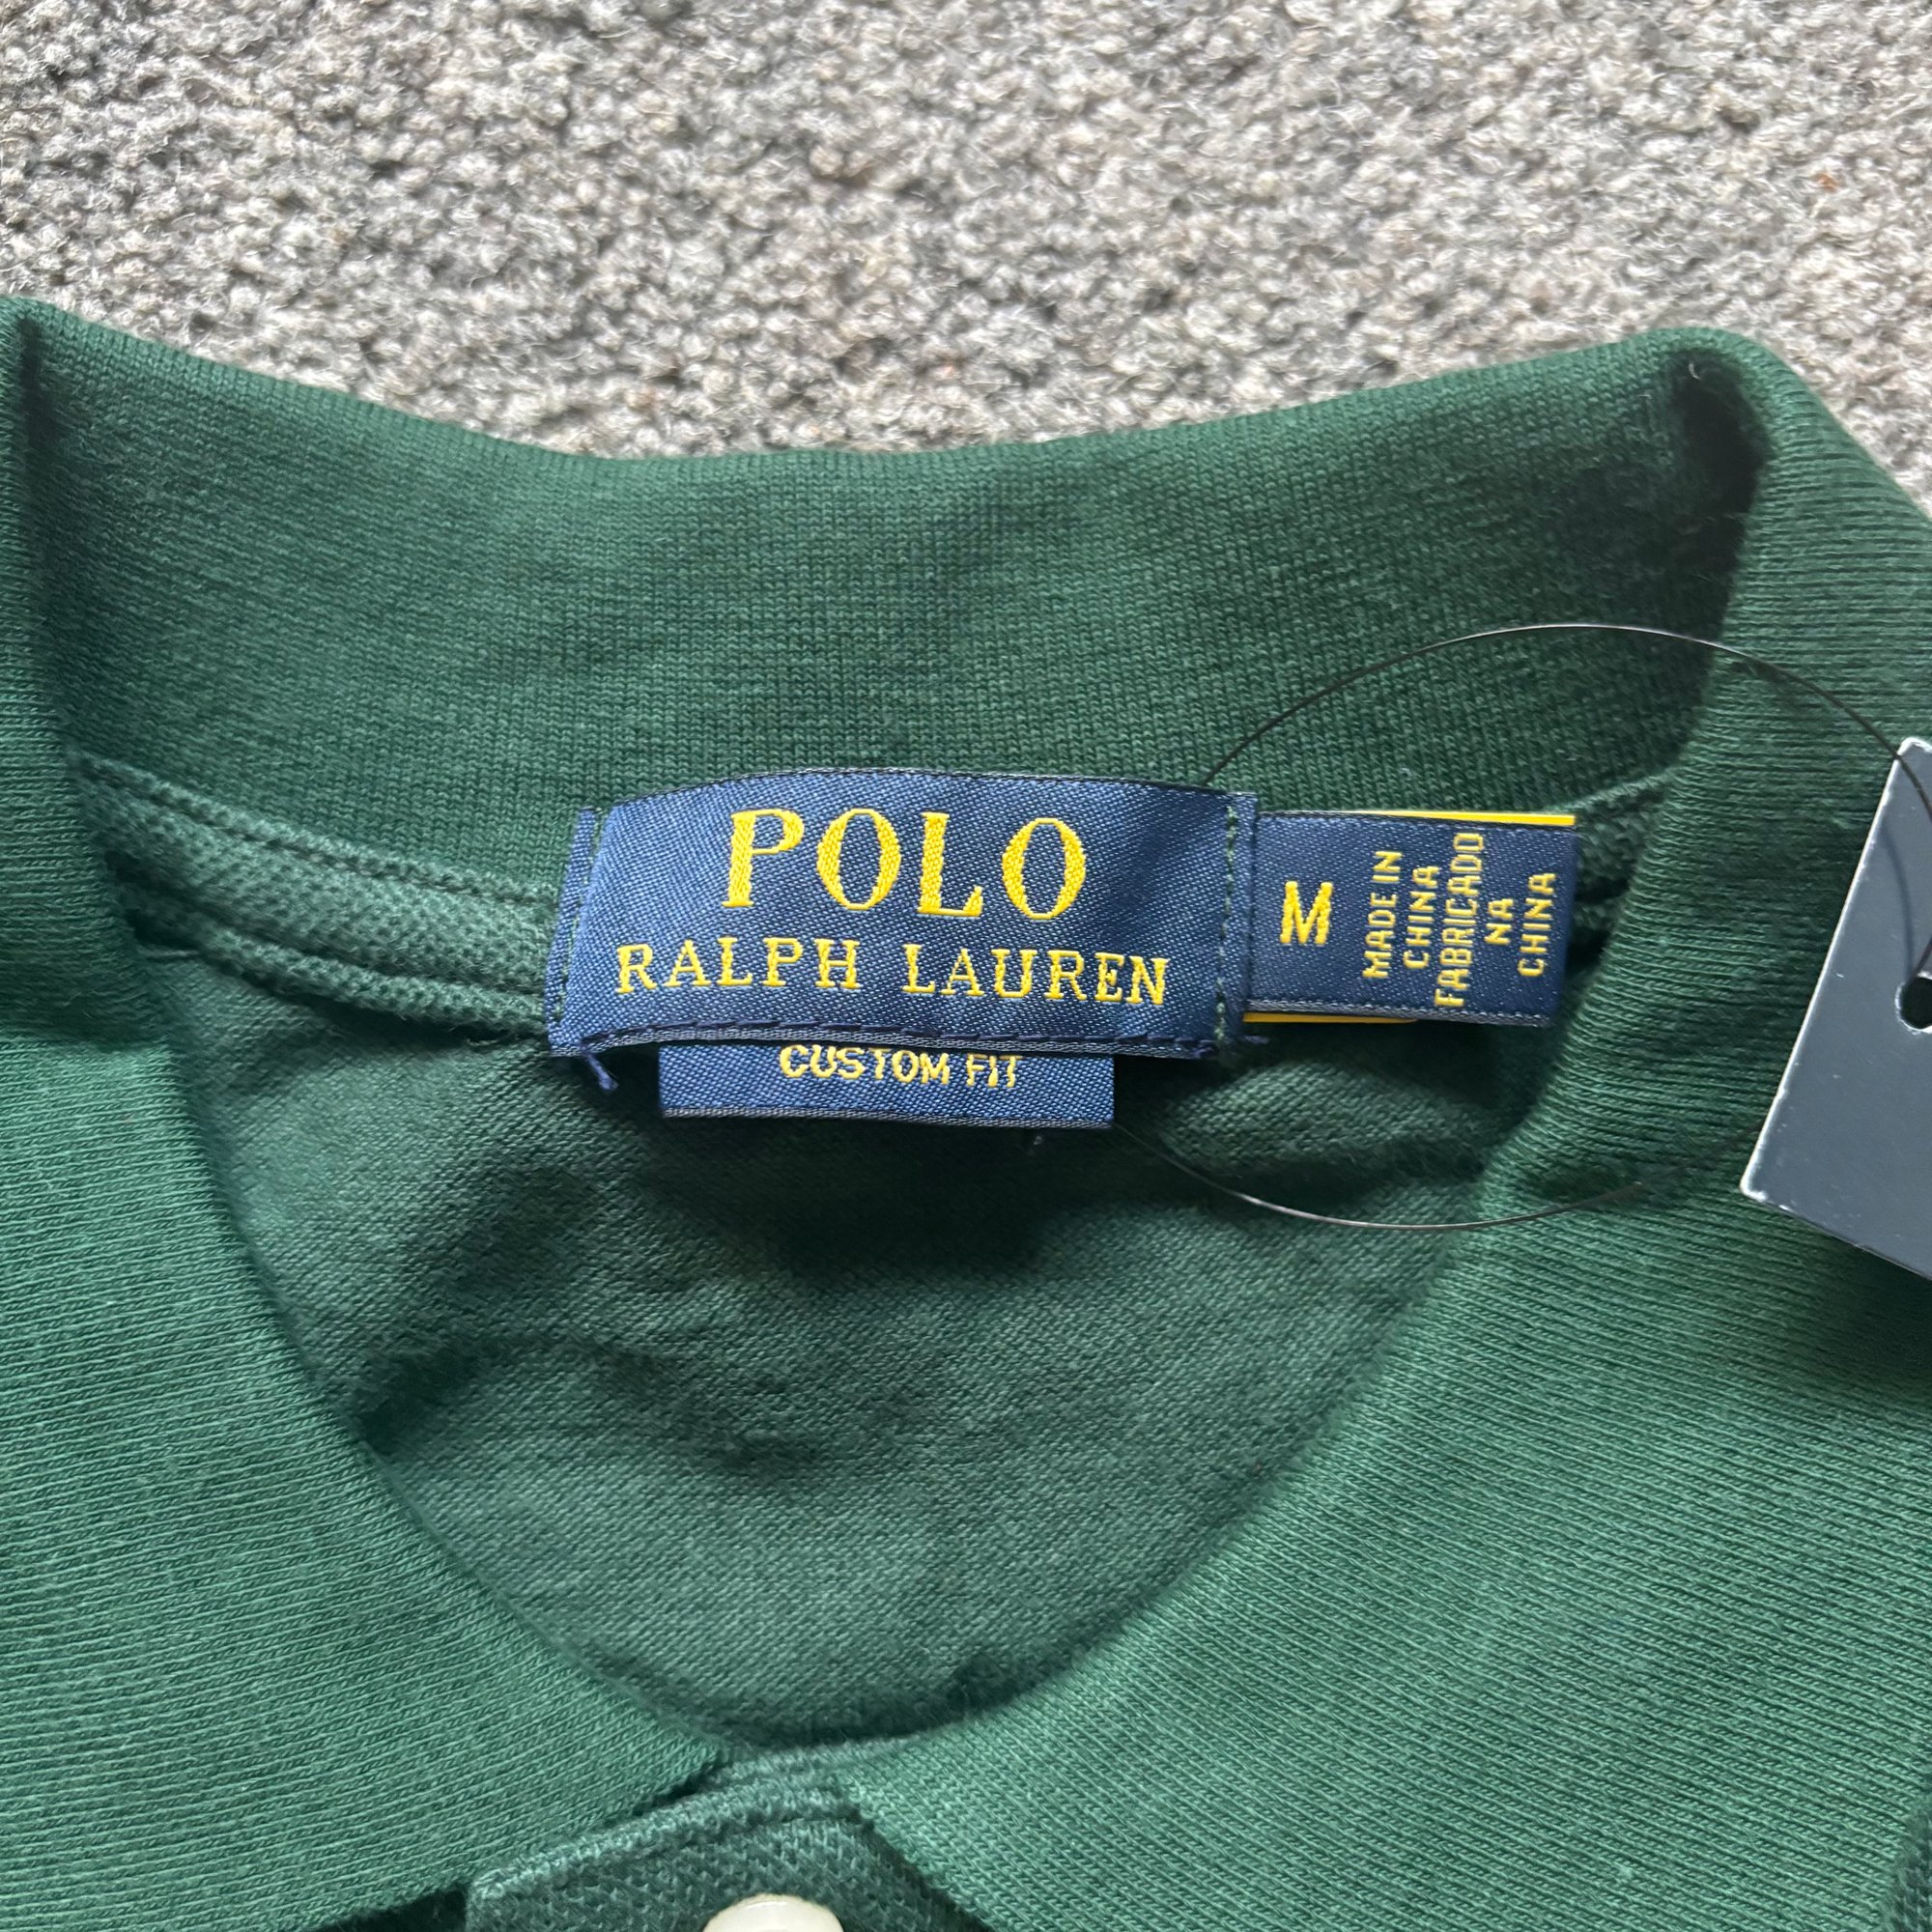 POLO
RALPH LAUREN
CUSTOM FIT
M
MADE IN
CHINA
FABRICADO
NA
CHINA